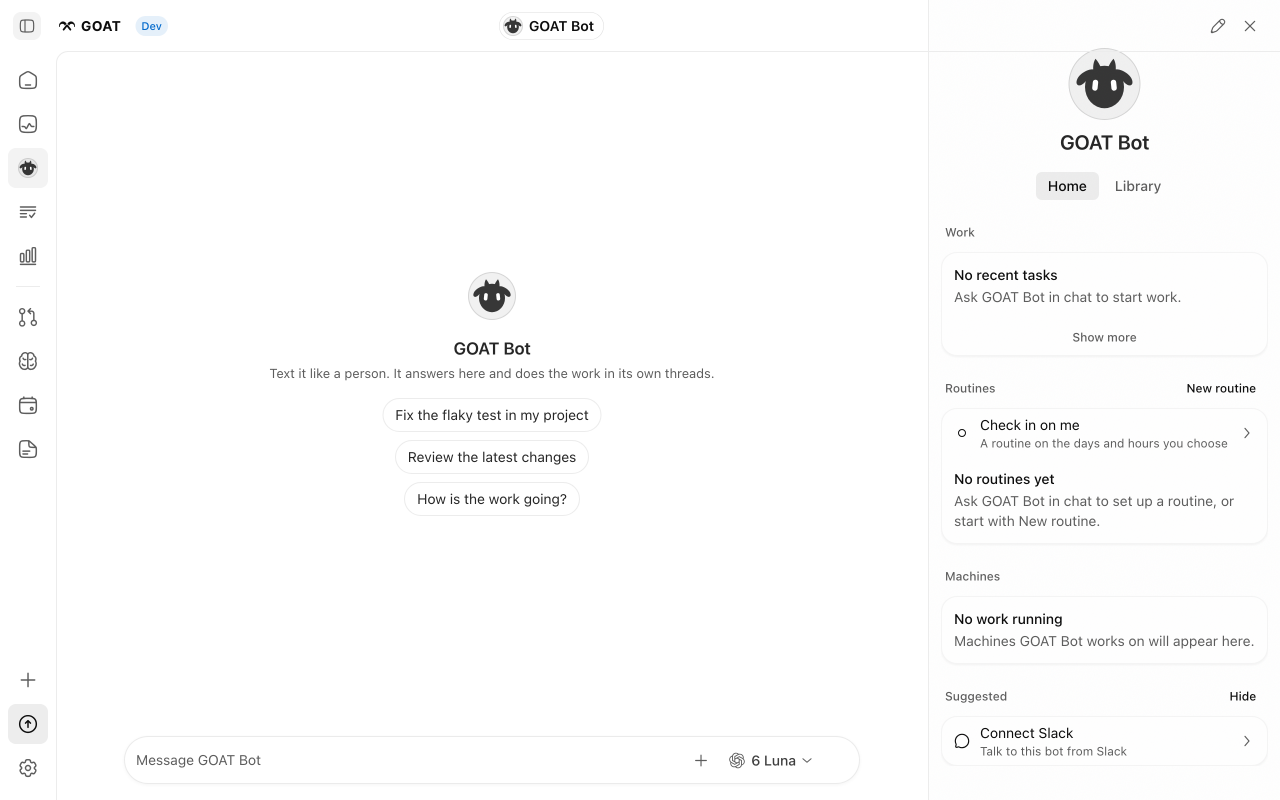 GOAT
Dev
GOAT Bot
GOAT Bot
Text it like a person. It answers here and does the work in its own threads.
Fix the flaky test in my project
Review the latest changes
How is the work going?
Message GOAT Bot
6 Luna
GOAT Bot
Home
Library
Work
No recent tasks
Ask GOAT Bot in chat to start work.
Show more
Routines
New routine
Check in on me
A routine on the days and hours you choose
No routines yet
Ask GOAT Bot in chat to set up a routine, or
start with New routine.
Machines
No work running
Machines GOAT Bot works on will appear here.
Suggested
Hide
Connect Slack
Talk to this bot from Slack